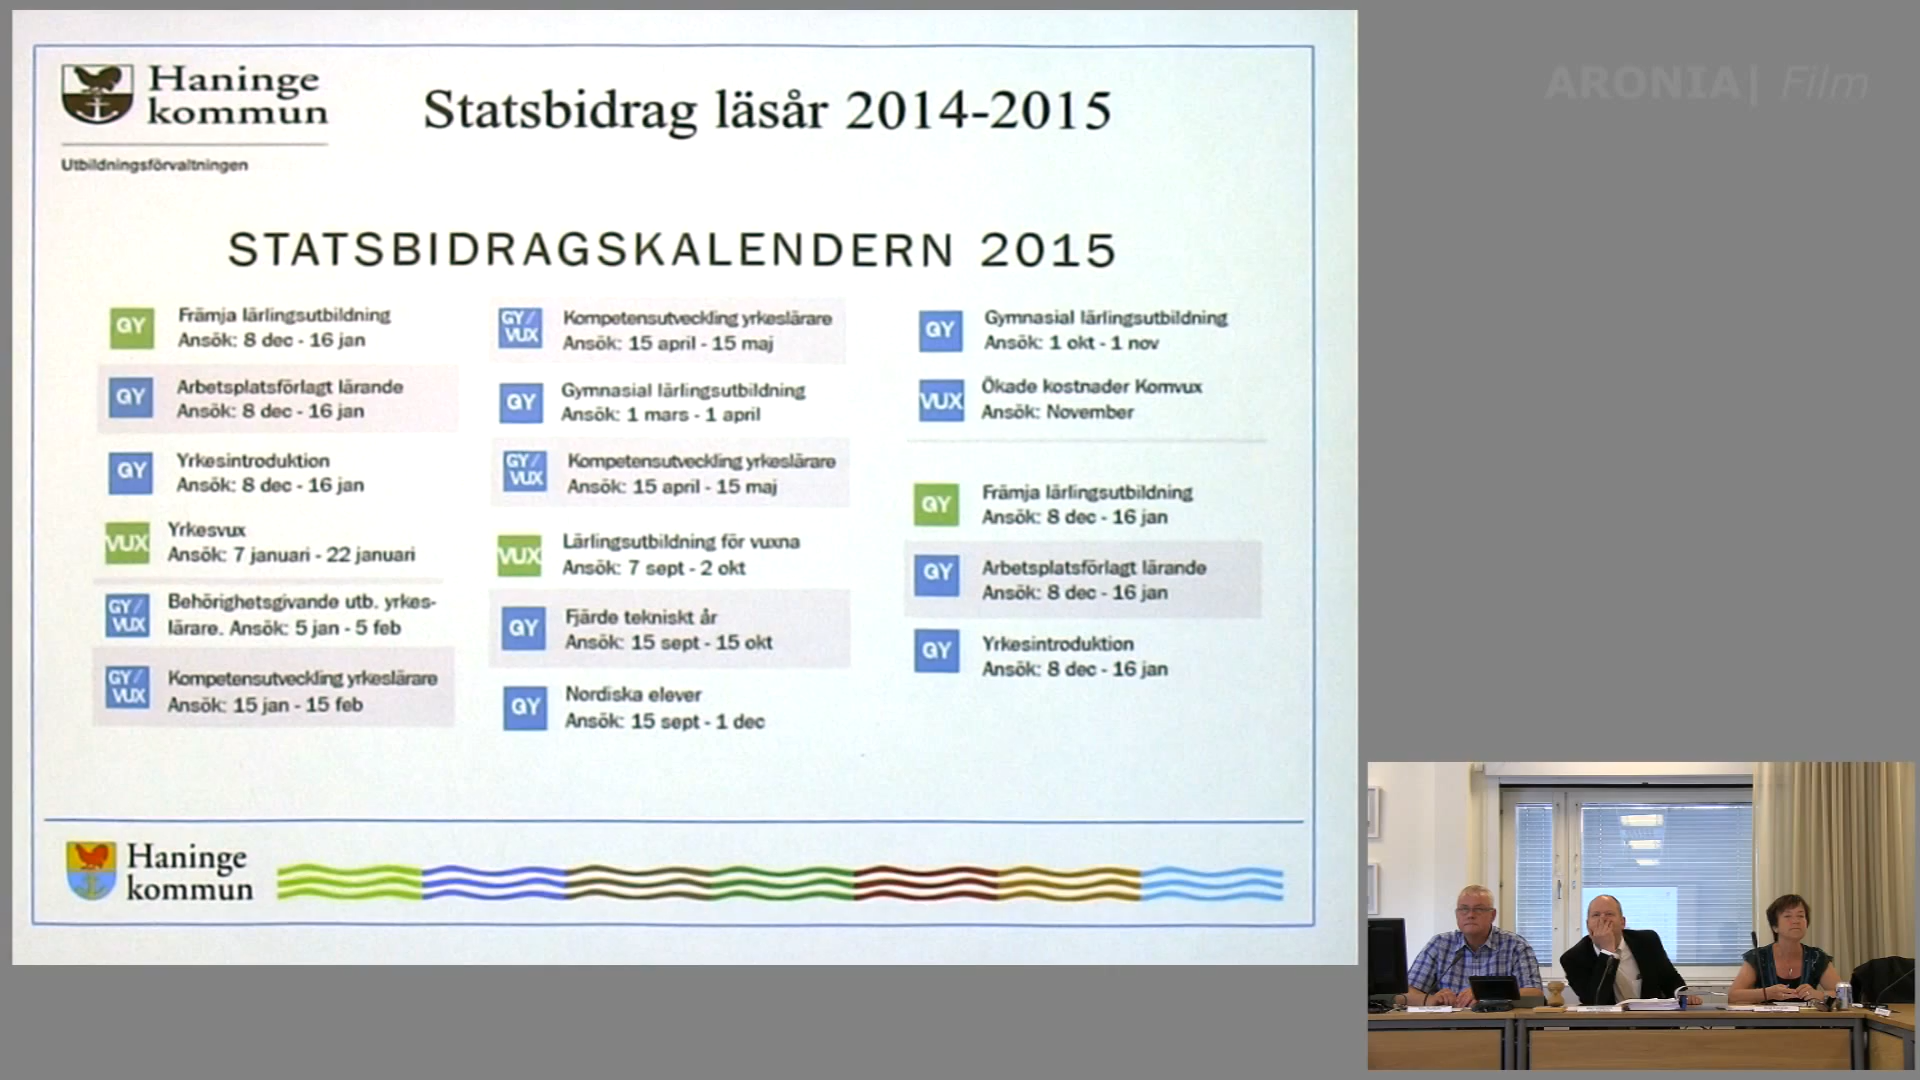 Haninge
kommun
Utbildningsförvaltningen
Statsbidrag läsår 2014-2015
STATSBIDRAGSKALENDERN 2015
GY
Främja lärlingsutbildning
Ansök: 8 dec - 16 jan
GY
Arbetsplatsförlagt lärande
Ansök: 8 dec - 16 jan
GY
Yrkesintroduktion
Ansök: 8 dec - 16 jan
VUX
Yrkesvux
Ansök: 7 januari - 22 januari
GY/
VUX
Behörighetsgivande utb. yrkes-
lärare. Ansök: 5 jan - 5 feb
GY/
VUX
Kompetensutveckling yrkeslärare
Ansök: 15 jan - 15 feb
GY/
VUX
Kompetensutveckling yrkeslärare
Ansök: 15 april - 15 maj
GY
Gymnasial lärlingsutbildning
Ansök: 1 mars - 1 april
GY/
VUX
Kompetensutveckling yrkeslärare
Ansök: 15 april - 15 maj
VUX
Lärlingsutbildning för vuxna
Ansök: 7 sept - 2 okt
GY
Fjärde tekniskt år
Ansök: 15 sept - 15 okt
GY
Nordiska elever
Ansök: 15 sept - 1 dec
GY
Gymnasial lärlingsutbildning
Ansök: 1 okt - 1 nov
VUX
Ökade kostnader Komvux
Ansök: November
GY
Främja lärlingsutbildning
Ansök: 8 dec - 16 jan
GY
Arbetsplatsförlagt lärande
Ansök: 8 dec - 16 jan
GY
Yrkesintroduktion
Ansök: 8 dec - 16 jan
Haninge
kommun
ARONIA| Film